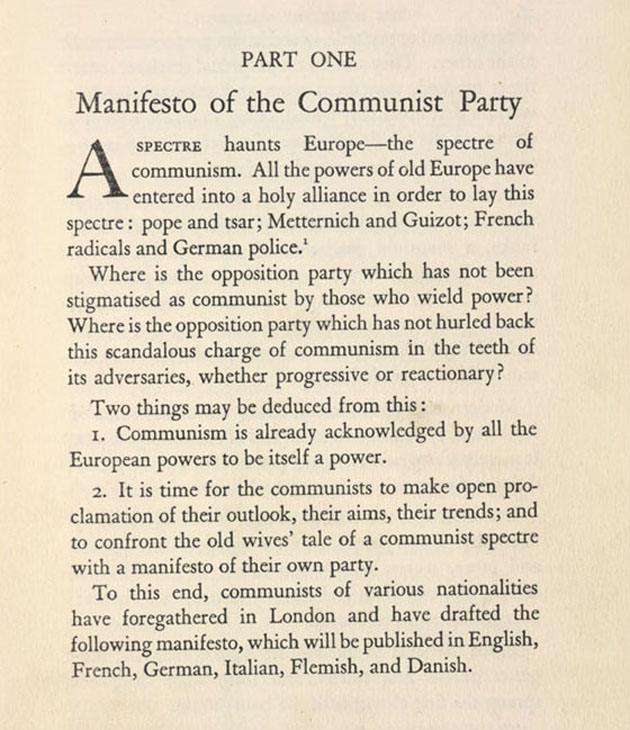 PART ONE
Manifesto of the Communist Party
A SPECTRE haunts Europe—the spectre of
communism. All the powers of old Europe have
entered into a holy alliance in order to lay this
spectre: pope and tsar; Metternich and Guizot; French
radicals and German police.¹
Where is the opposition party which has not been
stigmatised as communist by those who wield power?
Where is the opposition party which has not hurled back
this scandalous charge of communism in the teeth of
its adversaries, whether progressive or reactionary?
Two things may be deduced from this:
1. Communism is already acknowledged by all the
European powers to be itself a power.
2. It is time for the communists to make open pro-
clamation of their outlook, their aims, their trends; and
to confront the old wives’ tale of a communist spectre
with a manifesto of their own party.
To this end, communists of various nationalities
have foregathered in London and have drafted the
following manifesto, which will be published in English,
French, German, Italian, Flemish, and Danish.